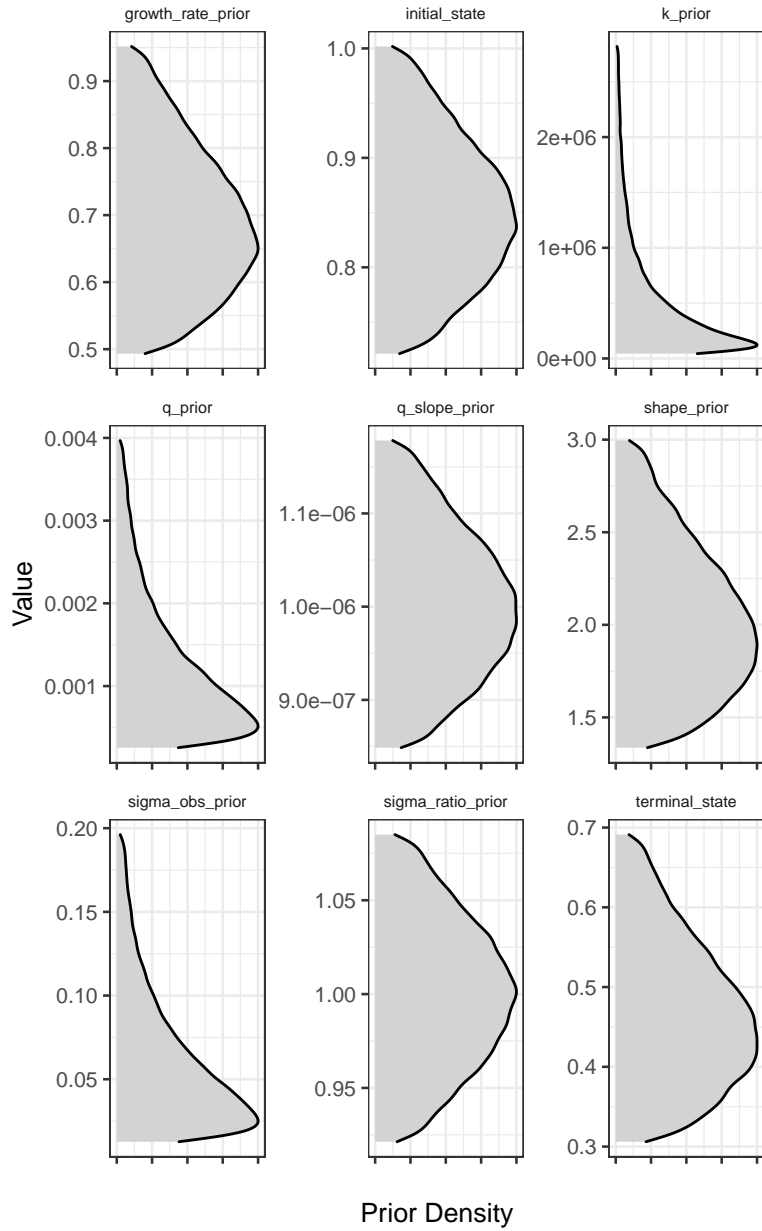 growth_rate_prior
initial_state
k_prior
0.9
0.8
0.7
0.6
0.5
1.0
0.9
0.8
2e+06
1e+06
0e+00
q_prior
q_slope_prior
shape_prior
0.004
0.003
0.002
0.001
1.1e−06
1.0e−06
9.0e−07
3.0
2.5
2.0
1.5
Value
sigma_obs_prior
sigma_ratio_prior
terminal_state
0.20
0.15
0.10
0.05
1.05
1.00
0.95
0.7
0.6
0.5
0.4
0.3
Prior Density